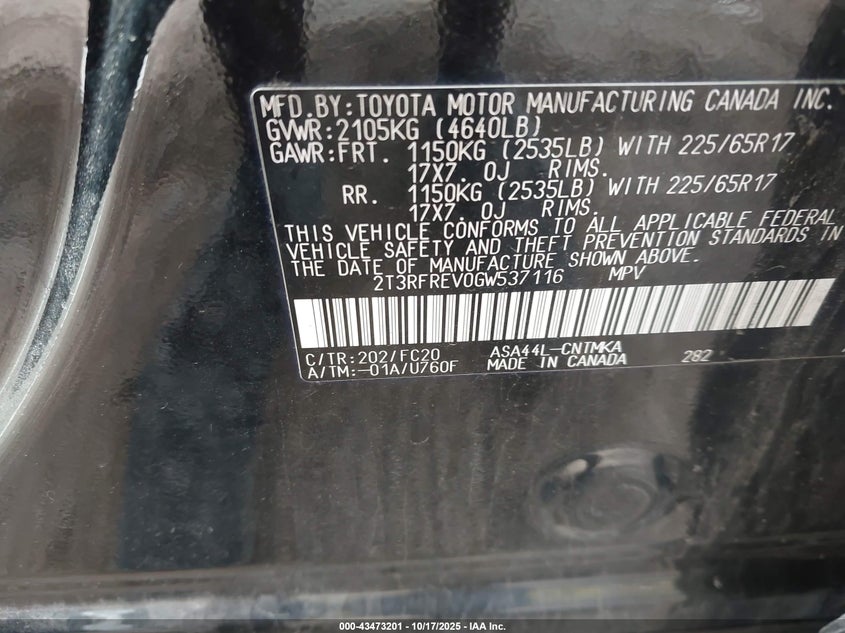 MFD.BY:TOYOTA MOTOR MANUFACTURING CANADA INC.
GVWR:2105KG (4640LB)
GAWR:FRT. 1150KG (2535LB) WITH 225/65R17
17X7.0J RIMS.
RR. 1150KG (2535LB) WITH 225/65R17
17X7.0J RIMS.
THIS VEHICLE CONFORMS TO ALL APPLICABLE FEDERAL
VEHICLE SAFETY AND THEFT PREVENTION STANDARDS IN
THE DATE OF MANUFACTURE SHOWN ABOVE.
2T3RFREV0GW537116 MPV
C/TR:202/FC20 ASA44L-CNTMKA 282
A/TM:-01A/U760F MADE IN CANADA
000-43473201 | 10/17/2025 | IAA Inc.